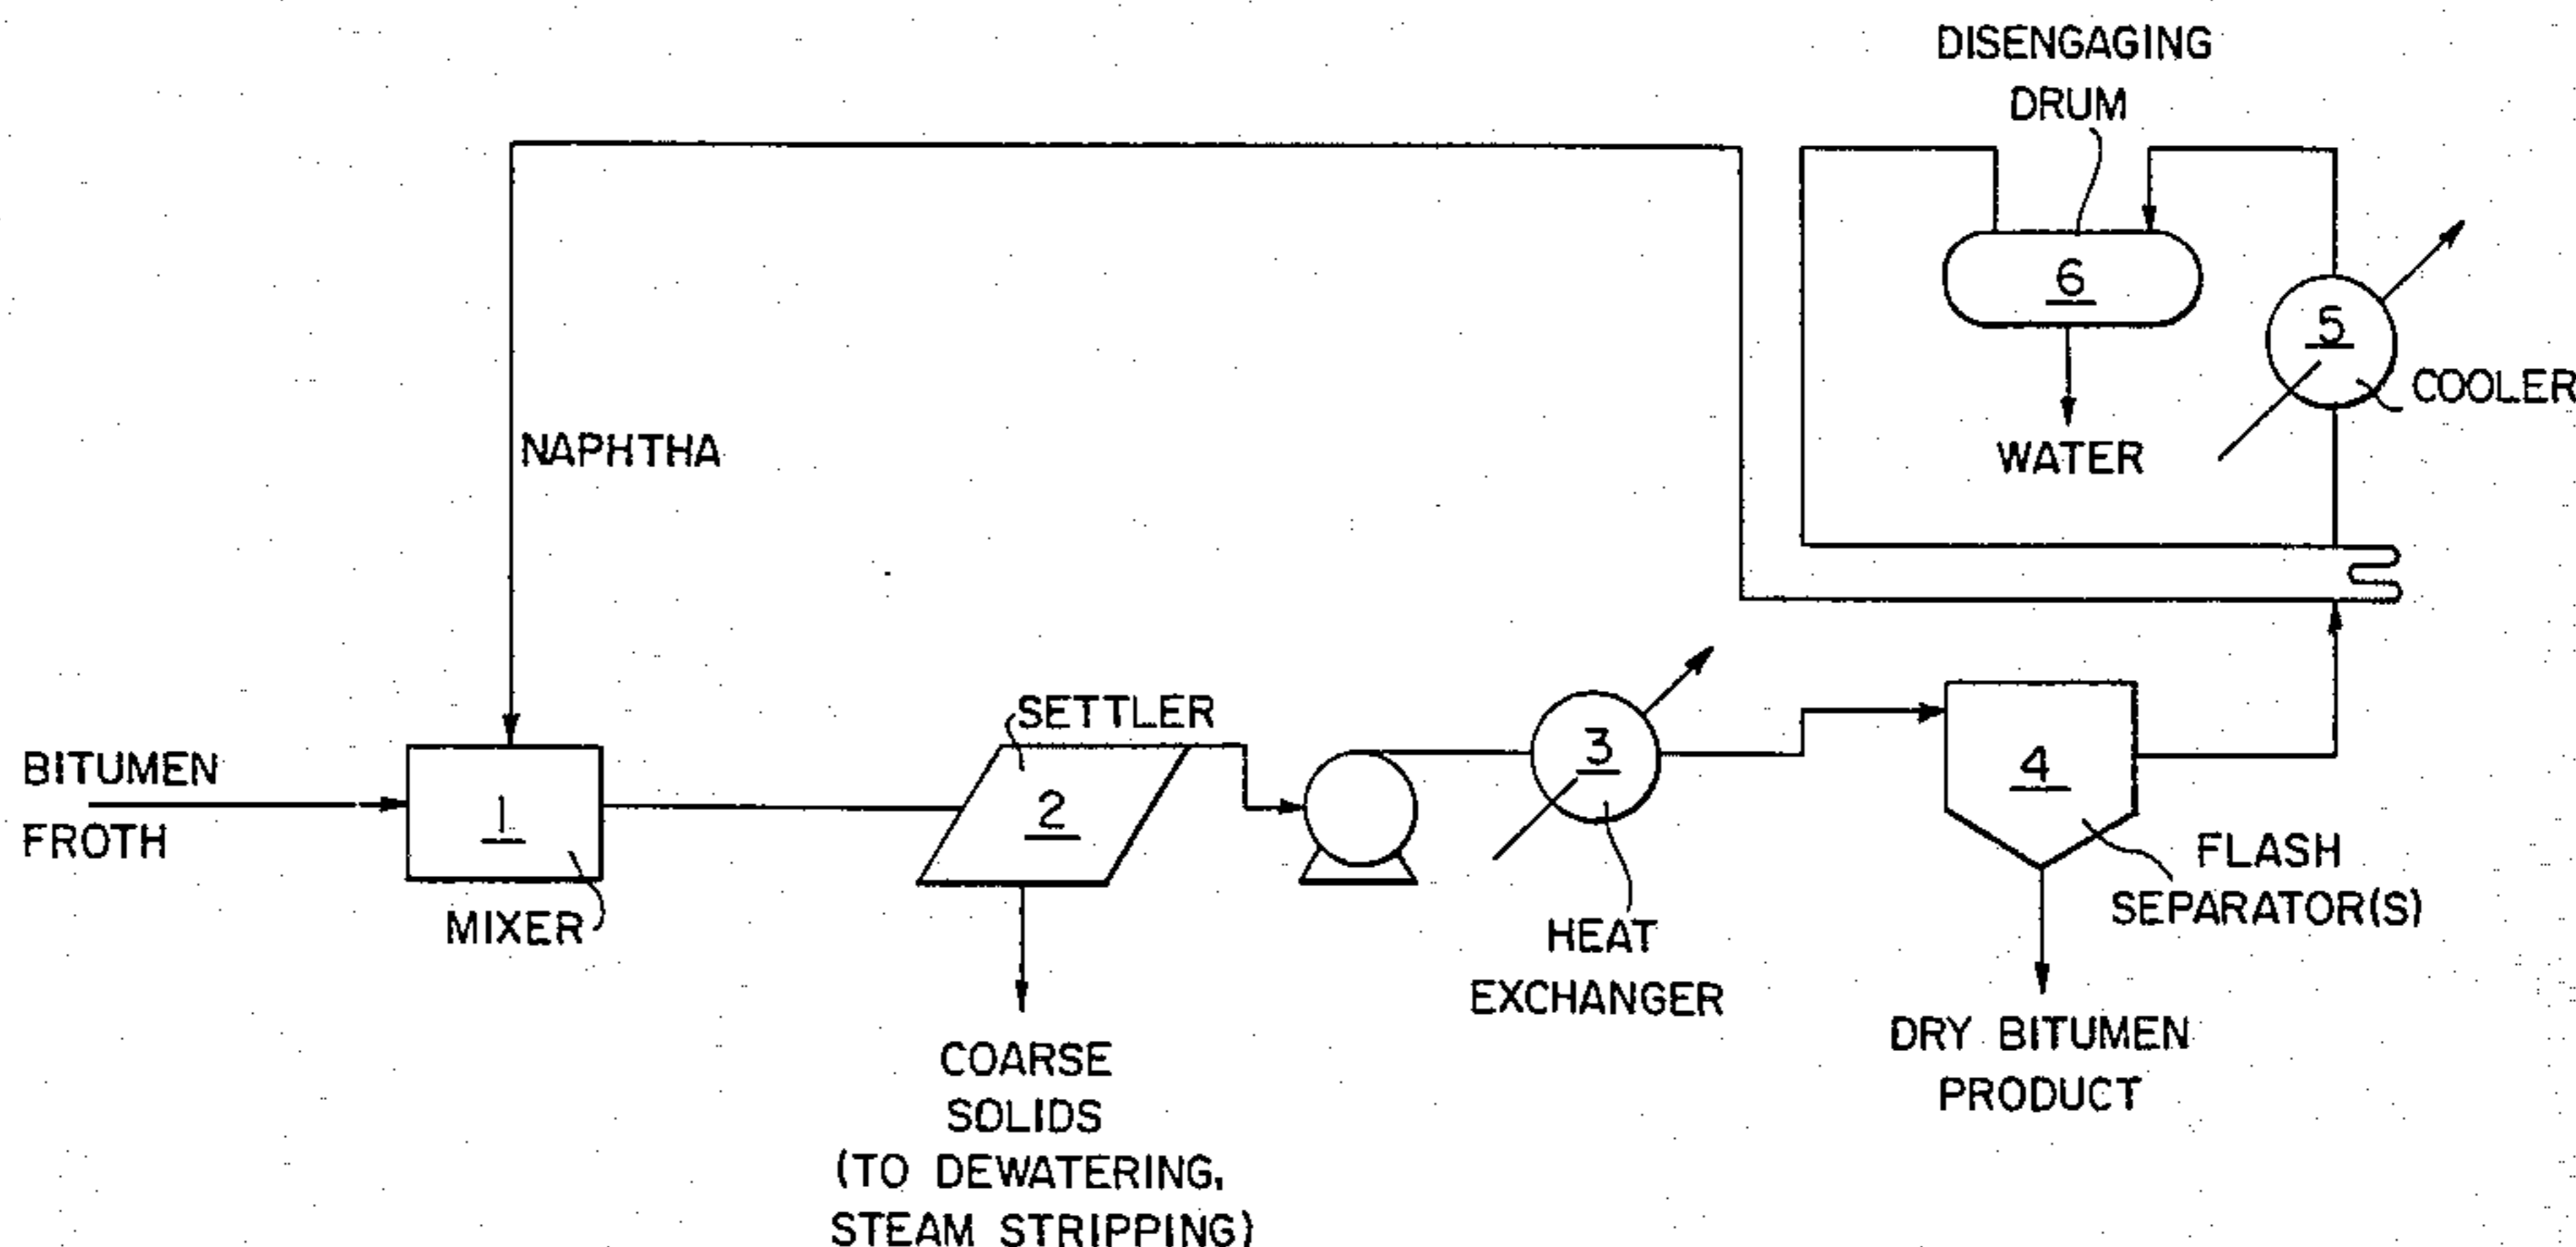 DISENGAGING
DRUM
6
5
COOLER
WATER
NAPHTHA
BITUMEN
FROTH
1
MIXER
SETTLER
2
COARSE
SOLIDS
(TO DEWATERING,
STEAM STRIPPING)
3
HEAT
EXCHANGER
4
FLASH
SEPARATOR(S)
DRY BITUMEN
PRODUCT